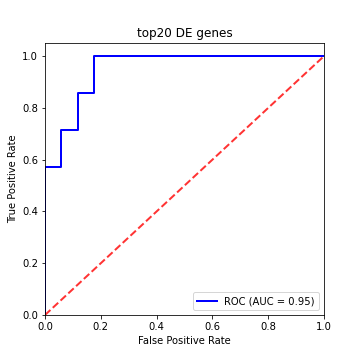 top20 DE genes
1.0
0.8
0.6
0.4
0.2
0.0
True Positive Rate
ROC (AUC = 0.95)
0.0 0.2 0.4 0.6 0.8 1.0
False Positive Rate